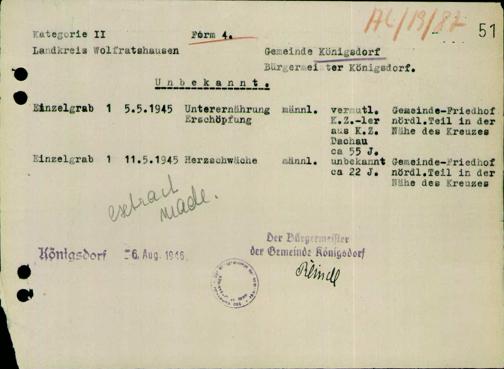 Kategorie II Form 4. AL/19/87 51
Landkreis Wolfratshausen Gemeinde Königsdorf
Bürgermeister Königsdorf.
Unbekannt.
Einzelgrab 1 5.5.1945 Unterernährung männl. vermutl. Gemeinde-Friedhof
Erschöpfung K.Z.-ler nördl.Teil in der
aus K.Z. Nähe des Kreuzes
Dachau
ca 55 J.
Einzelgrab 1 11.5.1945 Herzschwäche männl. unbekannt Gemeinde-Friedhof
ca 22 J. nördl.Teil in der
Nähe des Kreuzes
extract
made.
Der Bürgermeister
Königsdorf -6. Aug. 1946 der Gemeinde Königsdorf